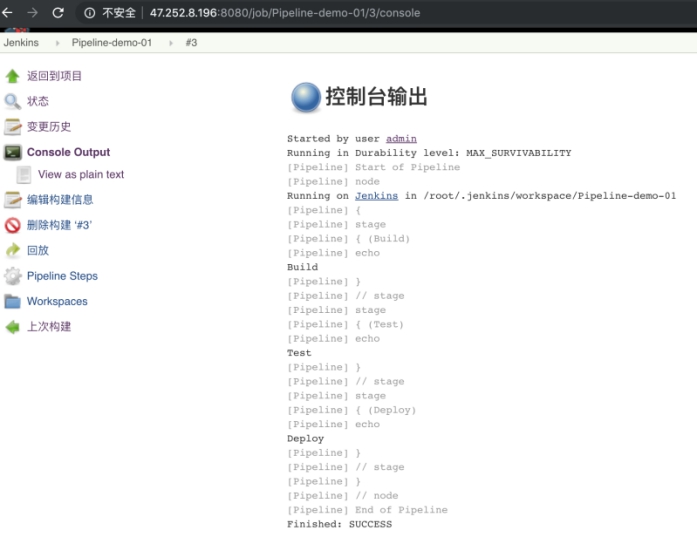 不安全 47.252.8.196:8080/job/Pipeline-demo-01/3/console
Jenkins Pipeline-demo-01 #3
返回到项目
状态
变更历史
Console Output
View as plain text
编辑构建信息
删除构建 ‘#3’
回放
Pipeline Steps
Workspaces
上次构建
控制台输出
Started by user admin
Running in Durability level: MAX_SURVIVABILITY
[Pipeline] Start of Pipeline
[Pipeline] node
Running on Jenkins in /root/.jenkins/workspace/Pipeline-demo-01
[Pipeline] {
[Pipeline] stage
[Pipeline] { (Build)
[Pipeline] echo
Build
[Pipeline] }
[Pipeline] // stage
[Pipeline] stage
[Pipeline] { (Test)
[Pipeline] echo
Test
[Pipeline] }
[Pipeline] // stage
[Pipeline] stage
[Pipeline] { (Deploy)
[Pipeline] echo
Deploy
[Pipeline] }
[Pipeline] // stage
[Pipeline] }
[Pipeline] // node
[Pipeline] End of Pipeline
Finished: SUCCESS